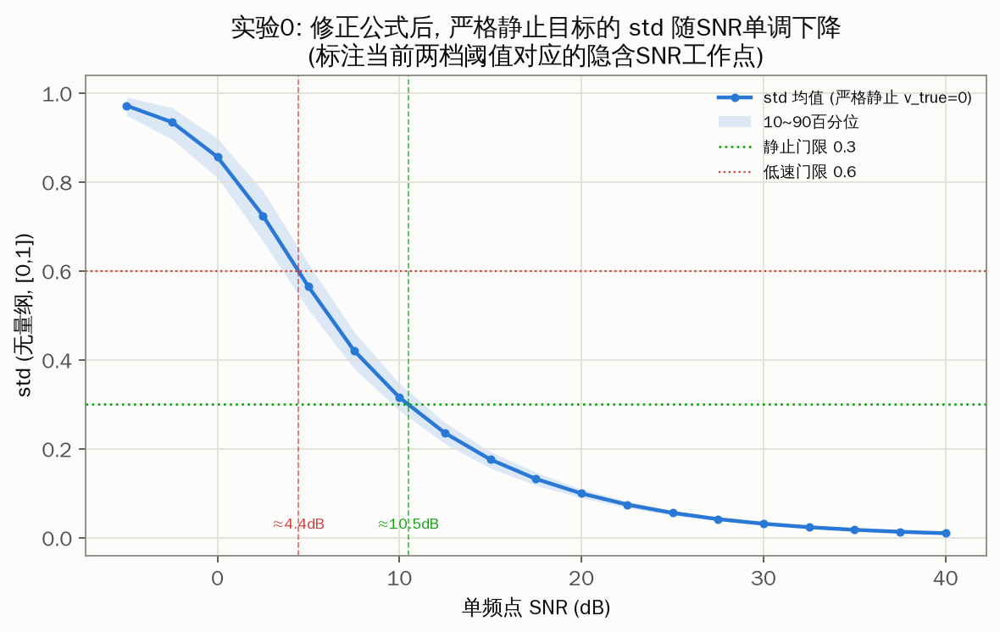 实验0: 修正公式后, 严格静止目标的 std 随SNR单调下降
(标注当前两档阈值对应的隐含SNR工作点)
std 均值 (严格静止 v_true=0)
10~90百分位
静止门限 0.3
低速门限 0.6
std (无量纲, [0,1])
1.0
0.8
0.6
0.4
0.2
0.0
≈4.4dB
≈10.5dB
0
10
20
30
40
单频点 SNR (dB)